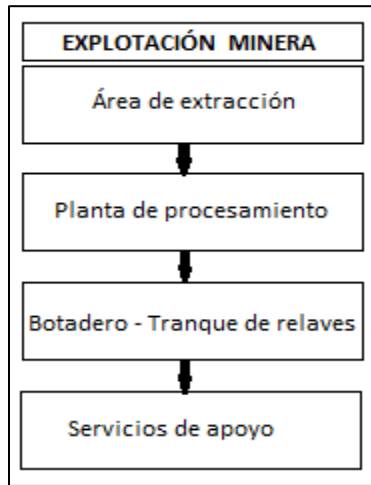 EXPLOTACIÓN MINERA
Área de extracción
Planta de procesamiento
Botadero - Tranque de relaves
Servicios de apoyo